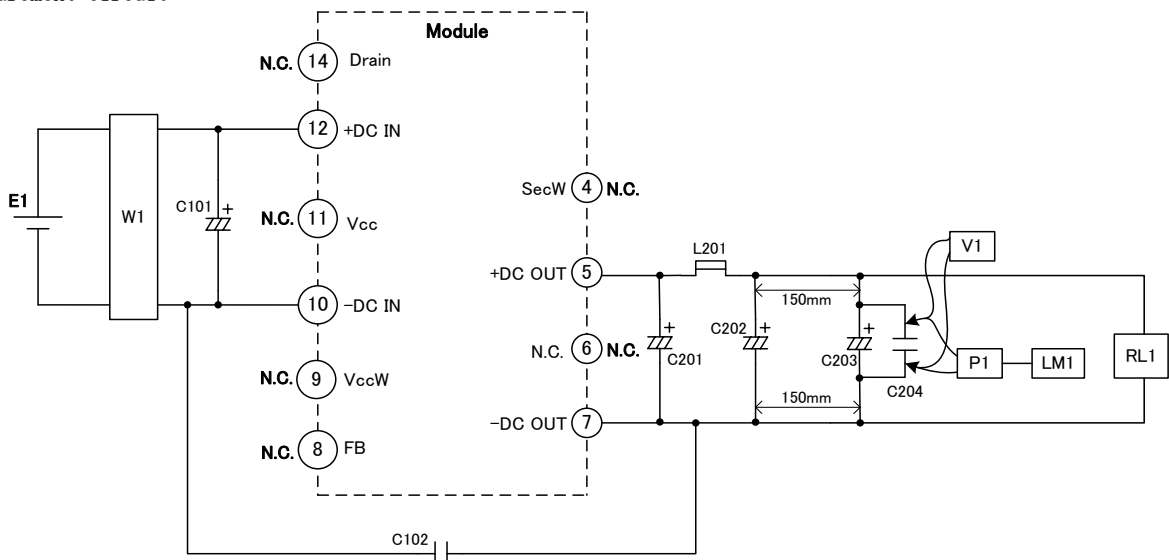 Module
N.C. 14 Drain
12 +DC IN
SecW 4 N.C.
E1
W1
C101 +
N.C. 11 Vcc
V1
L201
+DC OUT 5
150mm
10 -DC IN
N.C. 6 N.C.
C201 +
C202 +
C203 +
C204
P1
LM1
RL1
N.C. 9 VccW
150mm
-DC OUT 7
N.C. 8 FB
C102